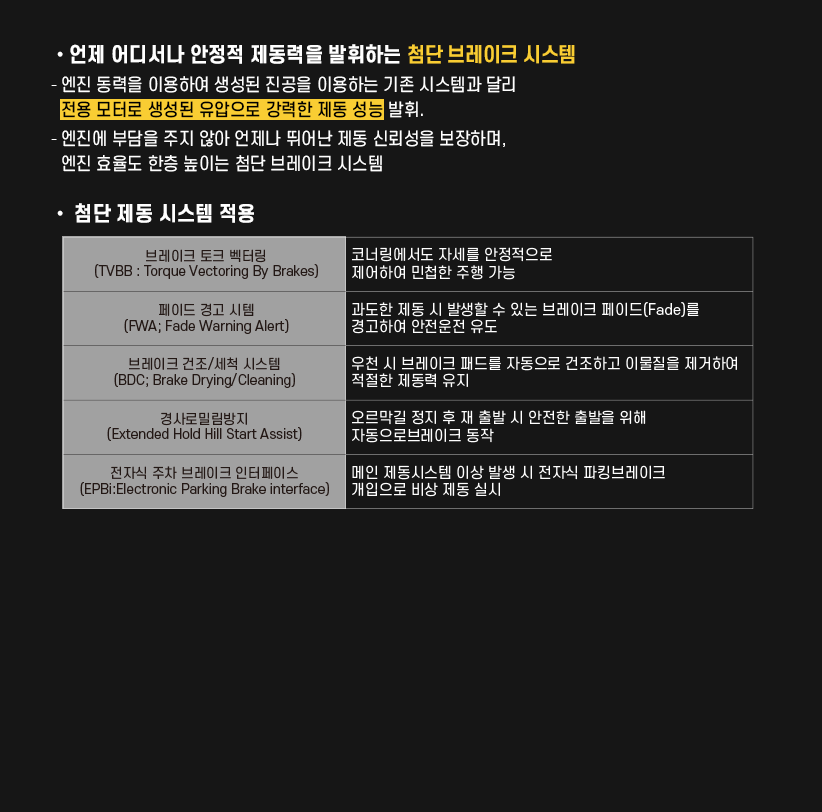 • 언제 어디서나 안정적 제동력을 발휘하는 첨단 브레이크 시스템
- 엔진 동력을 이용하여 생성된 진공을 이용하는 기존 시스템과 달리
전용 모터로 생성된 유압으로 강력한 제동 성능 발휘.
- 엔진에 부담을 주지 않아 언제나 뛰어난 제동 신뢰성을 보장하며,
엔진 효율도 한층 높이는 첨단 브레이크 시스템
• 첨단 제동 시스템 적용
브레이크 토크 벡터링
(TVBB : Torque Vectoring By Brakes)
코너링에서도 자세를 안정적으로
제어하여 민첩한 주행 가능
페이드 경고 시템
(FWA; Fade Warning Alert)
과도한 제동 시 발생할 수 있는 브레이크 페이드(Fade)를
경고하여 안전운전 유도
브레이크 건조/세척 시스템
(BDC; Brake Drying/Cleaning)
우천 시 브레이크 패드를 자동으로 건조하고 이물질을 제거하여
적절한 제동력 유지
경사로밀림방지
(Extended Hold Hill Start Assist)
오르막길 정지 후 재 출발 시 안전한 출발을 위해
자동으로브레이크 동작
전자식 주차 브레이크 인터페이스
(EPBi:Electronic Parking Brake interface)
메인 제동시스템 이상 발생 시 전자식 파킹브레이크
개입으로 비상 제동 실시